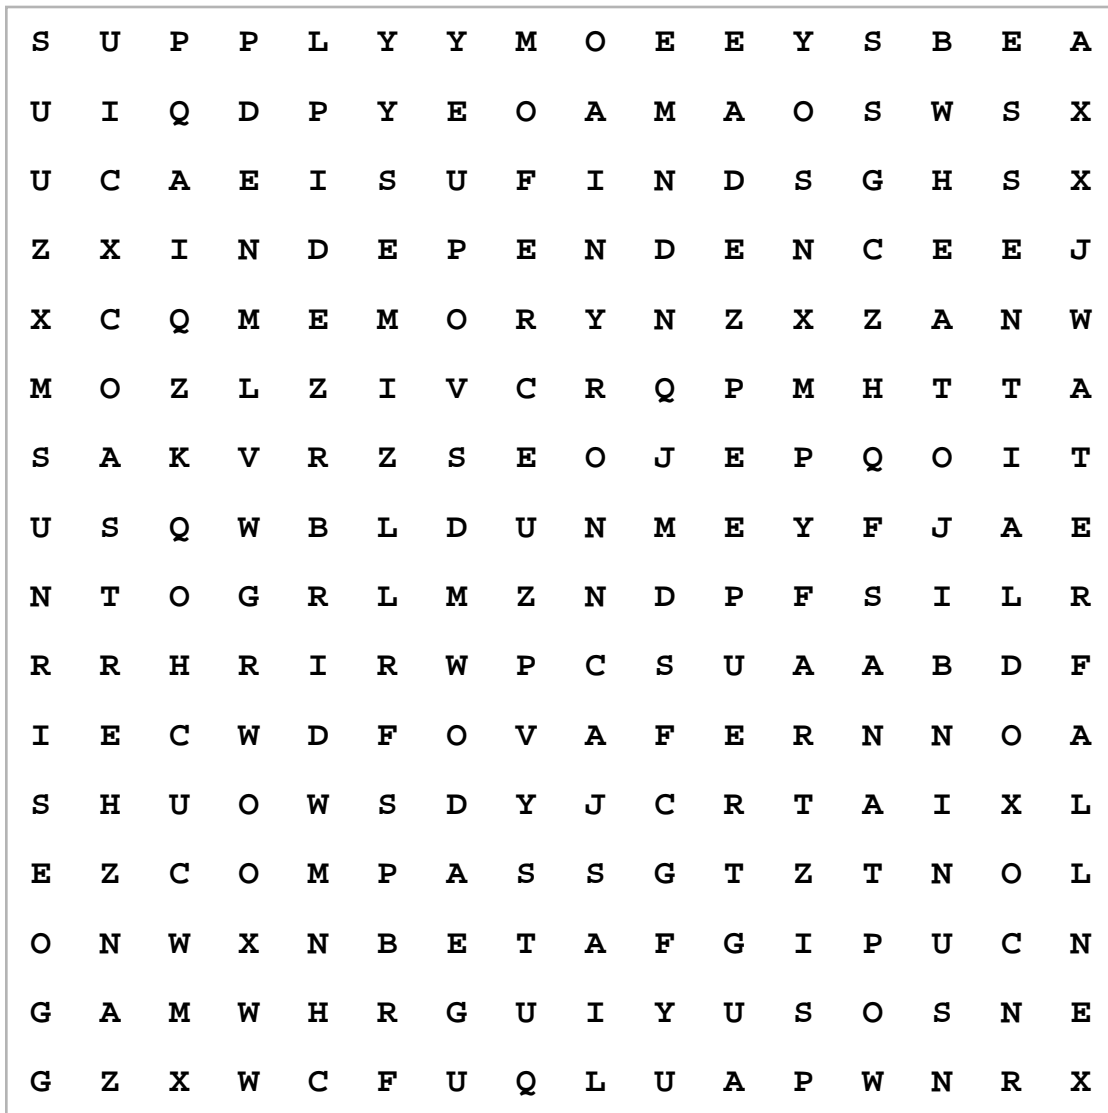 S U P P L Y Y M O E E Y S B E A
U I Q D P Y E O A M A O S W S X
U C A E I S U F I N D S G H S X
Z X I N D E P E N D E N C E E J
X C Q M E M O R Y N Z X Z A N W
M O Z L Z I V C R Q P M H T T A
S A K V R Z S E O J E P Q O I T
U S Q W B L D U N M E Y F J A E
N T O G R L M Z N D P F S I L R
R R H R I R W P C S U A A B D F
I E C W D F O V A F E R N N O A
S H U O W S D Y J C R T A I X L
E Z C O M P A S S G T Z T N O L
O N W X N B E T A F G I P U C N
G A M W H R G U I Y U S O S N E
G Z X W C F U Q L U A P W N R X